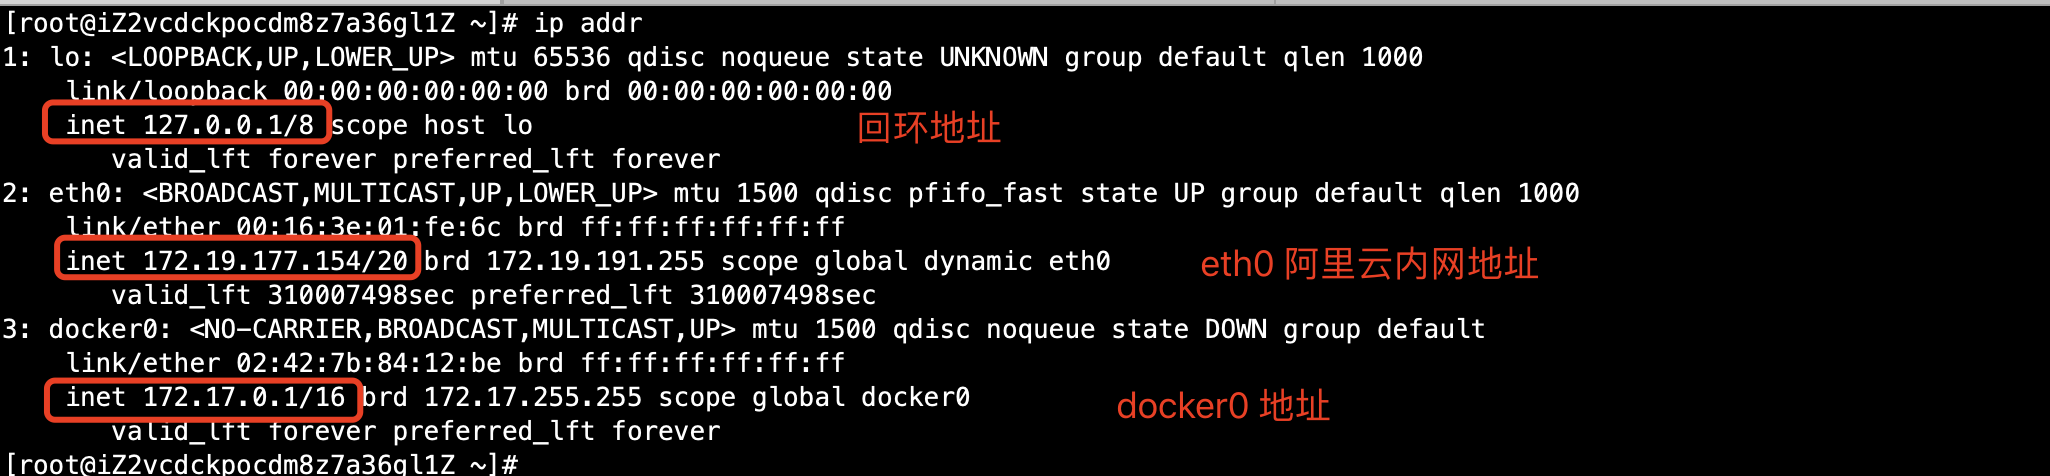 [root@iZ2vcdckpocdm8z7a36gl1Z ~]# ip addr
1: lo: <LOOPBACK,UP,LOWER_UP> mtu 65536 qdisc noqueue state UNKNOWN group default qlen 1000
link/loopback 00:00:00:00:00:00 brd 00:00:00:00:00:00
inet 127.0.0.1/8 scope host lo 回环地址
valid_lft forever preferred_lft forever
2: eth0: <BROADCAST,MULTICAST,UP,LOWER_UP> mtu 1500 qdisc pfifo_fast state UP group default qlen 1000
link/ether 00:16:3e:01:fe:6c brd ff:ff:ff:ff:ff:ff
inet 172.19.177.154/20 brd 172.19.191.255 scope global dynamic eth0 eth0 阿里云内网地址
valid_lft 310007498sec preferred_lft 310007498sec
3: docker0: <NO-CARRIER,BROADCAST,MULTICAST,UP> mtu 1500 qdisc noqueue state DOWN group default
link/ether 02:42:7b:84:12:be brd ff:ff:ff:ff:ff:ff
inet 172.17.0.1/16 brd 172.17.255.255 scope global docker0 docker0 地址
valid_lft forever preferred_lft forever
[root@iZ2vcdckpocdm8z7a36gl1Z ~]#